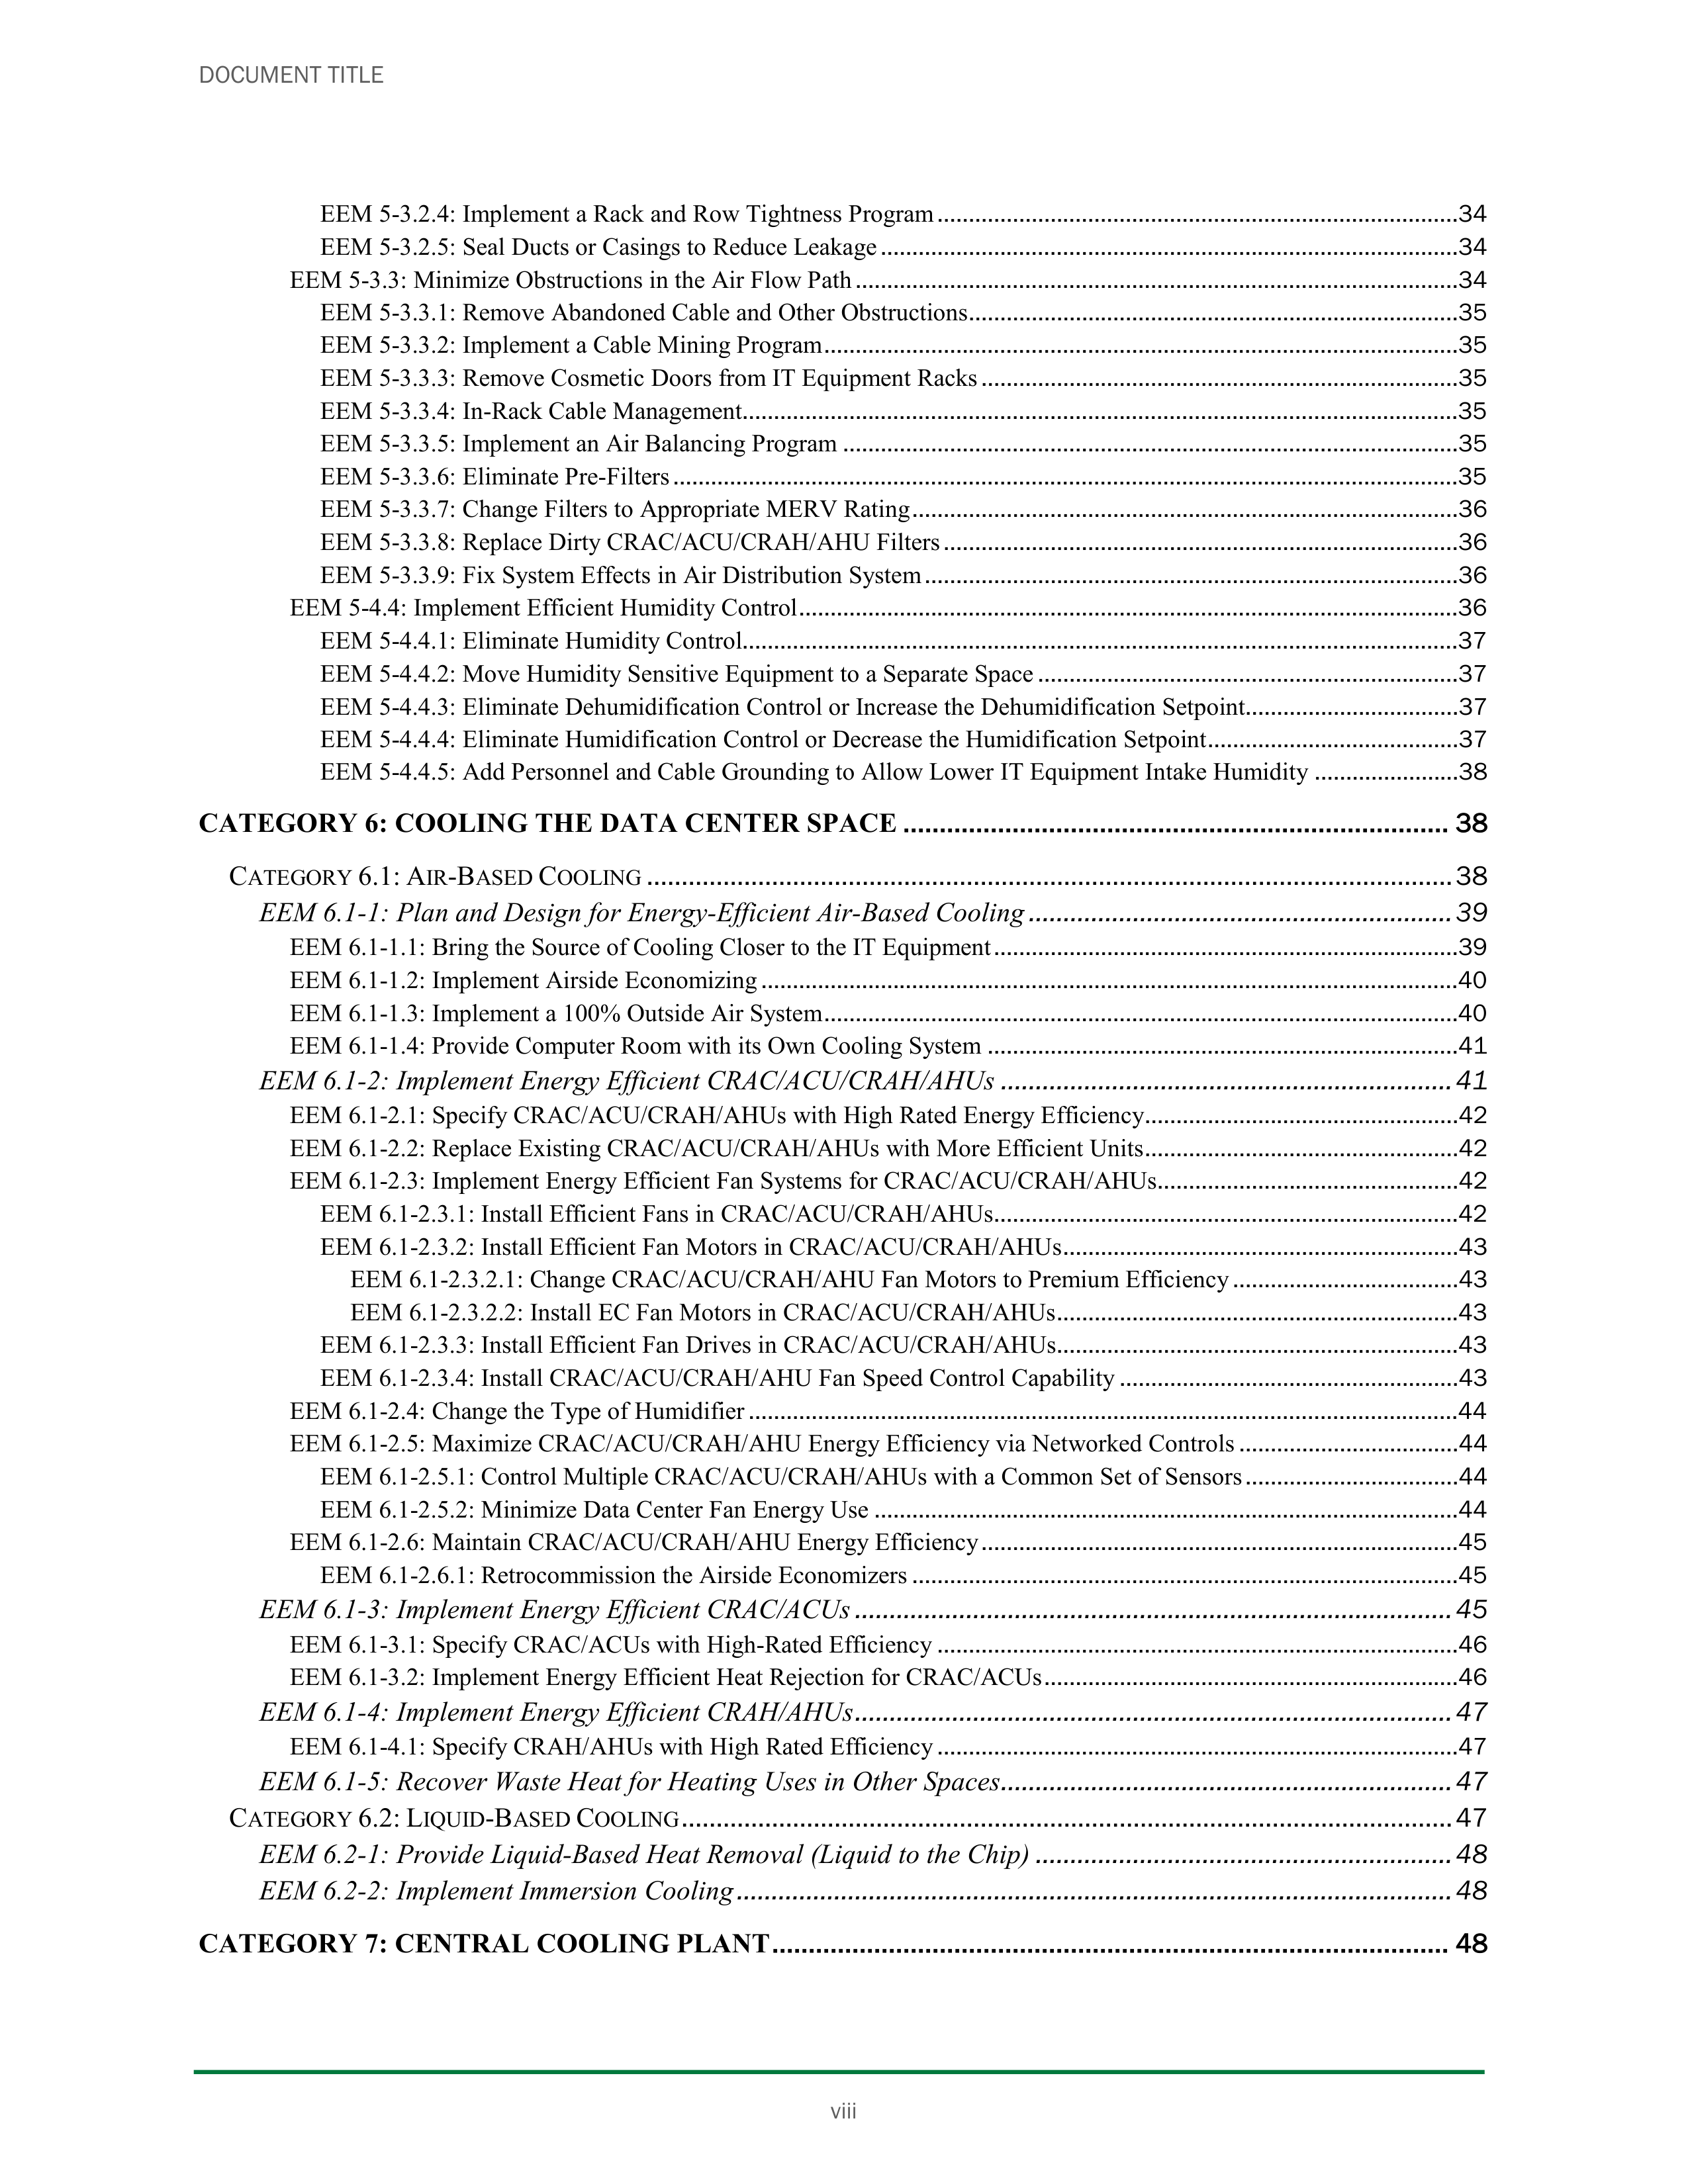 DOCUMENT TITLE
EEM 5-3.2.4: Implement a Rack and Row Tightness Program...34
EEM 5-3.2.5: Seal Ducts or Casings to Reduce Leakage...34
EEM 5-3.3: Minimize Obstructions in the Air Flow Path...34
EEM 5-3.3.1: Remove Abandoned Cable and Other Obstructions...35
EEM 5-3.3.2: Implement a Cable Mining Program...35
EEM 5-3.3.3: Remove Cosmetic Doors from IT Equipment Racks...35
EEM 5-3.3.4: In-Rack Cable Management...35
EEM 5-3.3.5: Implement an Air Balancing Program...35
EEM 5-3.3.6: Eliminate Pre-Filters...35
EEM 5-3.3.7: Change Filters to Appropriate MERV Rating...36
EEM 5-3.3.8: Replace Dirty CRAC/ACU/CRAH/AHU Filters...36
EEM 5-3.3.9: Fix System Effects in Air Distribution System...36
EEM 5-4.4: Implement Efficient Humidity Control...36
EEM 5-4.4.1: Eliminate Humidity Control...37
EEM 5-4.4.2: Move Humidity Sensitive Equipment to a Separate Space...37
EEM 5-4.4.3: Eliminate Dehumidification Control or Increase the Dehumidification Setpoint...37
EEM 5-4.4.4: Eliminate Humidification Control or Decrease the Humidification Setpoint...37
EEM 5-4.4.5: Add Personnel and Cable Grounding to Allow Lower IT Equipment Intake Humidity...38
CATEGORY 6: COOLING THE DATA CENTER SPACE...38
CATEGORY 6.1: AIR-BASED COOLING...38
EEM 6.1-1: Plan and Design for Energy-Efficient Air-Based Cooling...39
EEM 6.1-1.1: Bring the Source of Cooling Closer to the IT Equipment...39
EEM 6.1-1.2: Implement Airside Economizing...40
EEM 6.1-1.3: Implement a 100% Outside Air System...40
EEM 6.1-1.4: Provide Computer Room with its Own Cooling System...41
EEM 6.1-2: Implement Energy Efficient CRAC/ACU/CRAH/AHUs...41
EEM 6.1-2.1: Specify CRAC/ACU/CRAH/AHUs with High Rated Energy Efficiency...42
EEM 6.1-2.2: Replace Existing CRAC/ACU/CRAH/AHUs with More Efficient Units...42
EEM 6.1-2.3: Implement Energy Efficient Fan Systems for CRAC/ACU/CRAH/AHUs...42
EEM 6.1-2.3.1: Install Efficient Fans in CRAC/ACU/CRAH/AHUs...42
EEM 6.1-2.3.2: Install Efficient Fan Motors in CRAC/ACU/CRAH/AHUs...43
EEM 6.1-2.3.2.1: Change CRAC/ACU/CRAH/AHU Fan Motors to Premium Efficiency...43
EEM 6.1-2.3.2.2: Install EC Fan Motors in CRAC/ACU/CRAH/AHUs...43
EEM 6.1-2.3.3: Install Efficient Fan Drives in CRAC/ACU/CRAH/AHUs...43
EEM 6.1-2.3.4: Install CRAC/ACU/CRAH/AHU Fan Speed Control Capability...43
EEM 6.1-2.4: Change the Type of Humidifier...44
EEM 6.1-2.5: Maximize CRAC/ACU/CRAH/AHU Energy Efficiency via Networked Controls...44
EEM 6.1-2.5.1: Control Multiple CRAC/ACU/CRAH/AHUs with a Common Set of Sensors...44
EEM 6.1-2.5.2: Minimize Data Center Fan Energy Use...44
EEM 6.1-2.6: Maintain CRAC/ACU/CRAH/AHU Energy Efficiency...45
EEM 6.1-2.6.1: Retrocommission the Airside Economizers...45
EEM 6.1-3: Implement Energy Efficient CRAC/ACUs...45
EEM 6.1-3.1: Specify CRAC/ACUs with High-Rated Efficiency...46
EEM 6.1-3.2: Implement Energy Efficient Heat Rejection for CRAC/ACUs...46
EEM 6.1-4: Implement Energy Efficient CRAH/AHUs...47
EEM 6.1-4.1: Specify CRAH/AHUs with High Rated Efficiency...47
EEM 6.1-5: Recover Waste Heat for Heating Uses in Other Spaces...47
CATEGORY 6.2: LIQUID-BASED COOLING...47
EEM 6.2-1: Provide Liquid-Based Heat Removal (Liquid to the Chip)...48
EEM 6.2-2: Implement Immersion Cooling...48
CATEGORY 7: CENTRAL COOLING PLANT...48
viii